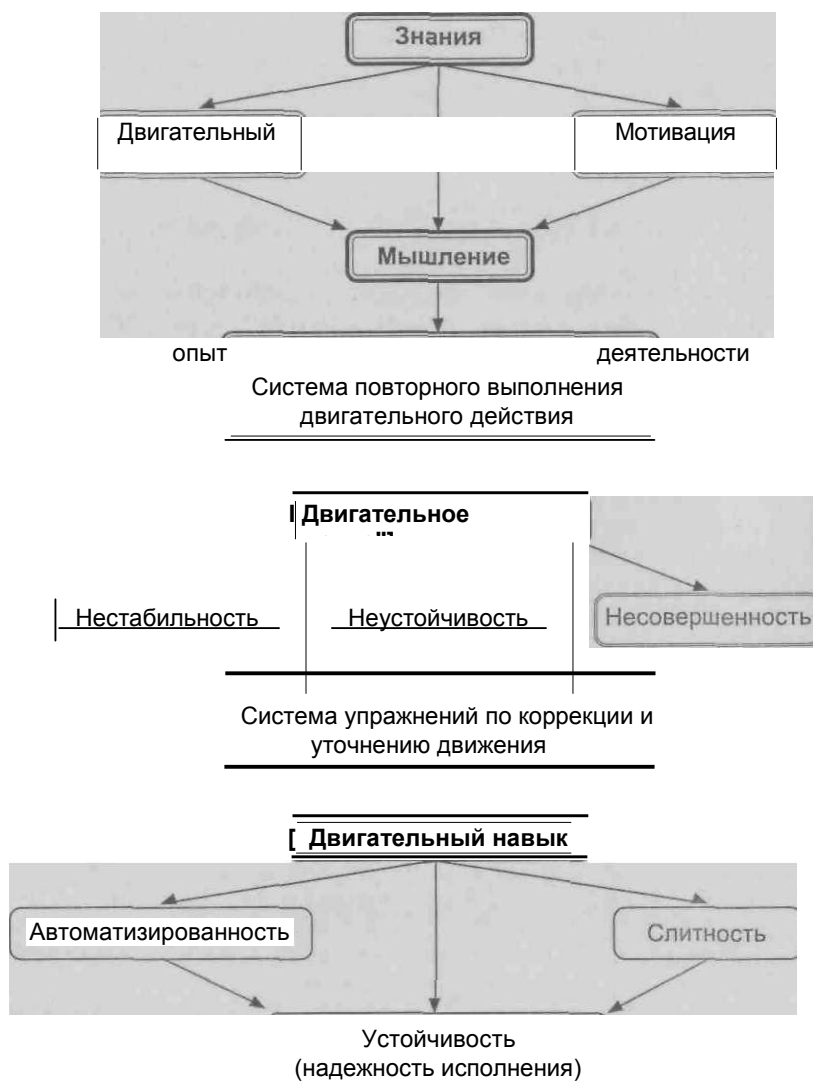 Знания
Двигательный
Мотивация
Мышление
опыт
деятельности
Система повторного выполнения
двигательного действия
Двигательное
Нестабильность
Неустойчивость
Несовершенность
Система упражнений по коррекции и
уточнению движения
[ Двигательный навык
Автоматизированность
Слитность
Устойчивость
(надежность исполнения)